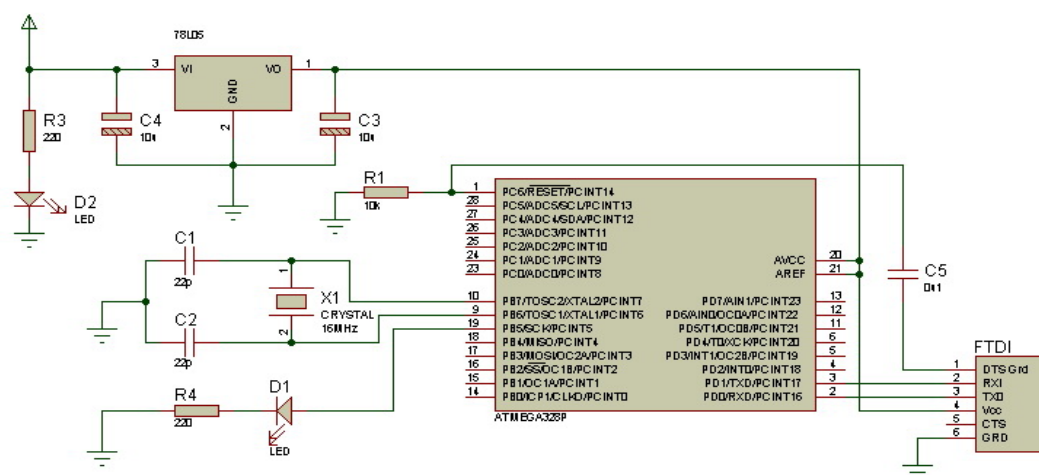 78L05
3 VI VO 1
GND
2
R3
220
C4
10u
C3
10u
D2
LED
R1
10k
C1
22p
C2
22p
1
X1
CRYSTAL
16MHz
2
R4
220
D1
LED
1 PC6/RESET/PCINT14
28 PC5/ADC5/SCL/PCINT13
27 PC4/ADC4/SDA/PCINT12
26 PC3/ADC3/PCINT11
25 PC2/ADC2/PCINT10
24 PC1/ADC1/PCINT9
23 PC0/ADC0/PCINT8
10 PB7/TOSC2/XTAL2/PCINT7
9 PB6/TOSC1/XTAL1/PCINT6
19 PB5/SCK/PCINT5
18 PB4/MISO/PCINT4
17 PB3/MOSI/OC2A/PCINT3
16 PB2/SS/OC1B/PCINT2
15 PB1/OC1A/PCINT1
14 PB0/ICP1/CLKO/PCINT0
AVCC 20
AREF 21
PD7/AIN1/PCINT23 13
PD6/AIN0/OC0A/PCINT22 12
PD5/T1/OC0B/PCINT21 11
PD4/T0/XCK/PCINT20 6
PD3/INT1/OC2B/PCINT19 5
PD2/INT0/PCINT18 4
PD1/TXD/PCINT17 3
PD0/RXD/PCINT16 2
ATMEGA328P
C5
0u1
FTDI
1 DTSGrd
2 RXI
3 TXO
4 Vcc
5 CTS
6 GRD